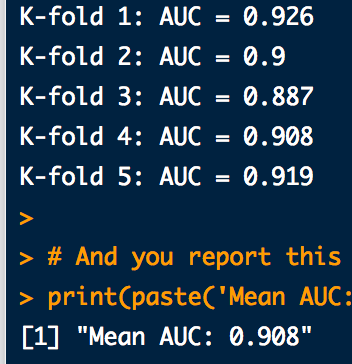 K-fold 1: AUC = 0.926
K-fold 2: AUC = 0.9
K-fold 3: AUC = 0.887
K-fold 4: AUC = 0.908
K-fold 5: AUC = 0.919
>
> # And you report this
> print(paste('Mean AUC:
[1] "Mean AUC: 0.908"